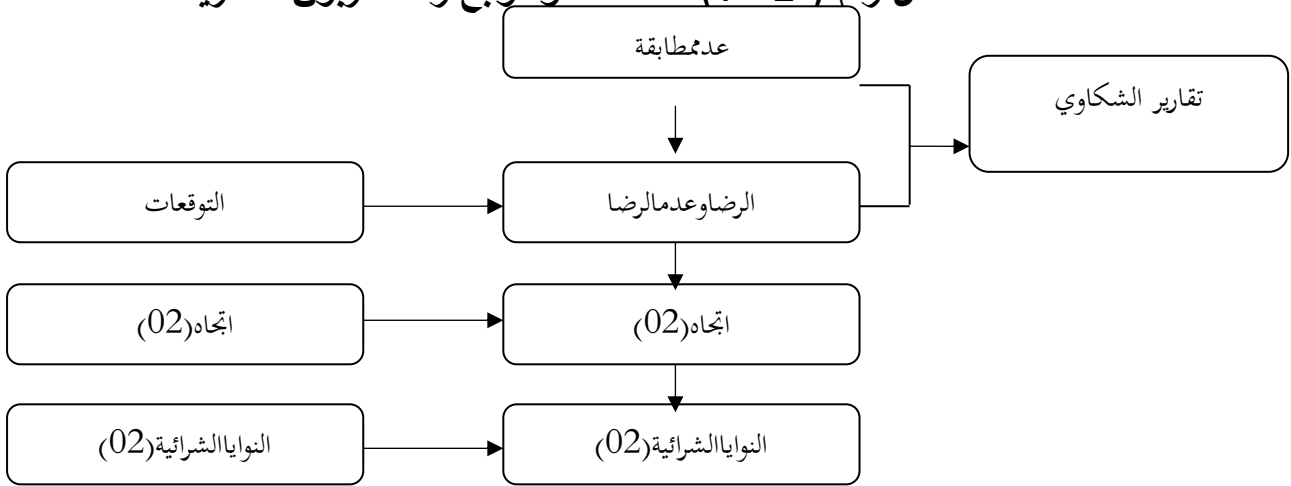 عدممطابقة
تقارير الشكاوي
التوقعات
الرضاوعدمالرضا
اتجاه(02)
اتجاه(02)
النواياالشرائية(02)
النواياالشرائية(02)